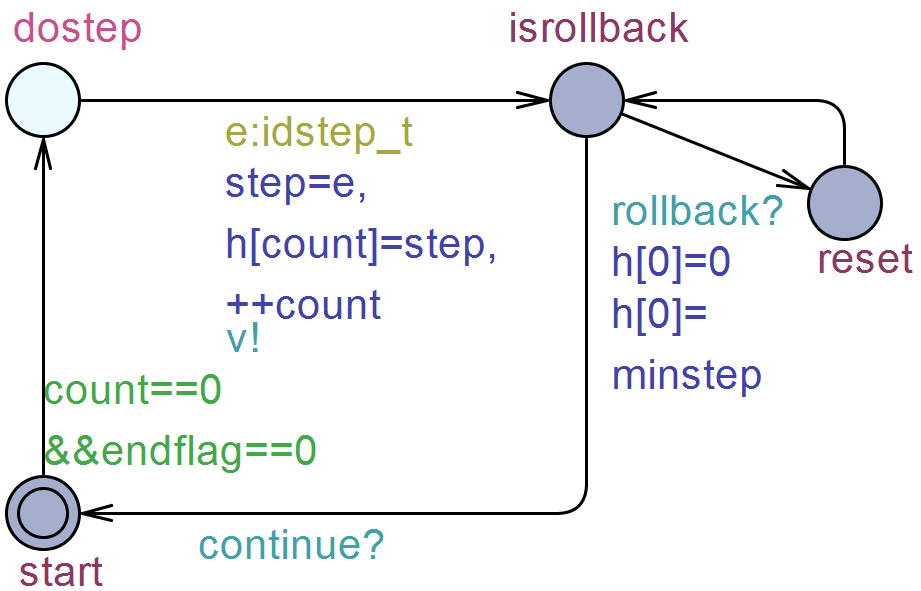 dostep
isrollback
e:idstep_t
step=e,
h[count]=step,
++count
v!
rollback?
h[0]=0
h[0]=
minstep
reset
count==0
&&endflag==0
continue?
start